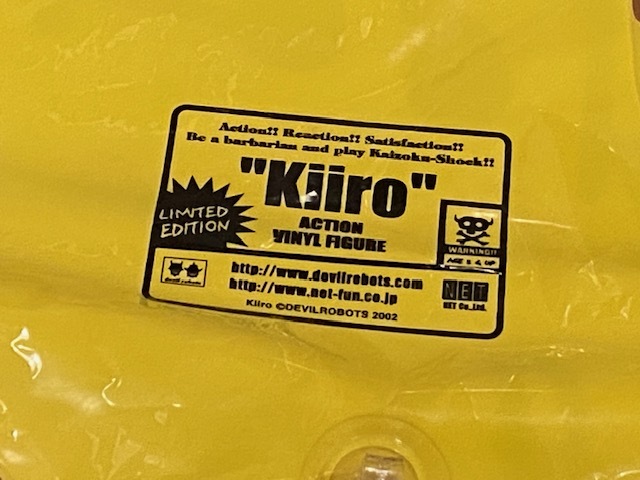 Action!! Reaction!! Satisfaction!!
Be a barbarian and play Kaizoku-Shock!!
"Kiiro"
LIMITED
EDITION
ACTION
VINYL FIGURE
WARNING!!
AGE 5 & UP
http://www.devilrobots.com
http://www.net-fun.co.jp
NET
NET Co.,Ltd.
Kiiro ©DEVILROBOTS 2002